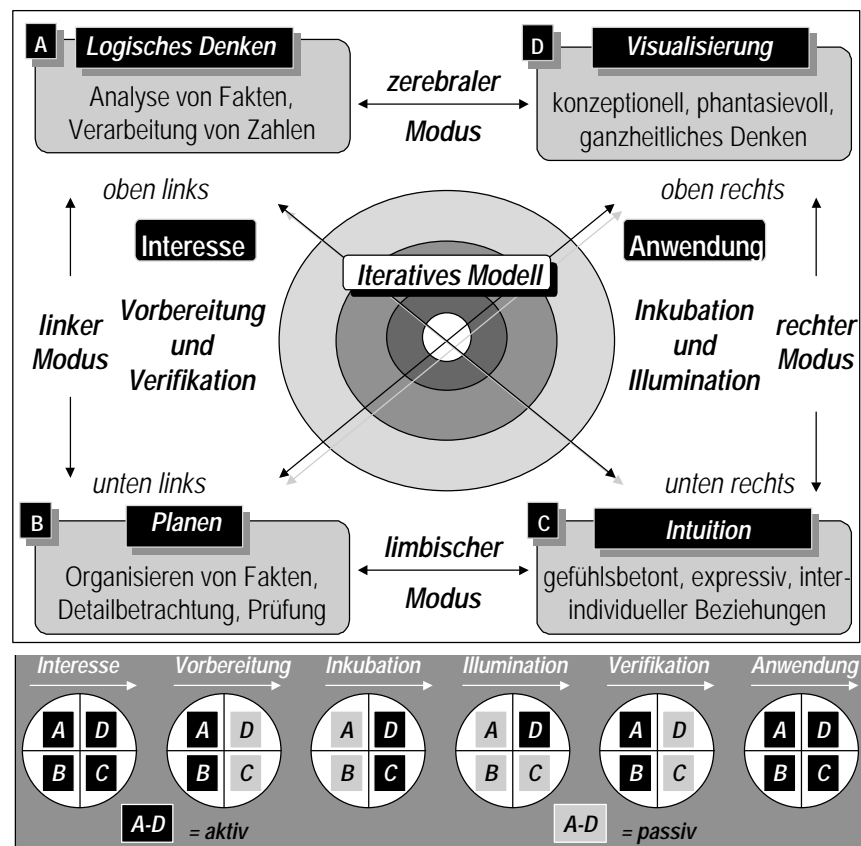 A Logisches Denken
Analyse von Fakten,
Verarbeitung von Zahlen
D Visualisierung
konzeptionell, phantasievoll,
ganzheitliches Denken
zerebraler
Modus
oben links
oben rechts
Interesse
Anwendung
Iteratives Modell
linker
Modus
Vorbereitung
und
Verifikation
Inkubation
und
Illumination
rechter
Modus
unten links
unten rechts
B Planen
Organisieren von Fakten,
Detailbetrachtung, Prüfung
limbischer
Modus
C Intuition
gefühlsbetont, expressiv, inter-
individueller Beziehungen
Interesse Vorbereitung Inkubation Illumination Verifikation Anwendung
A D A D A D A D A D A D
B C B C B C B C B C B C
A-D = aktiv A-D = passiv